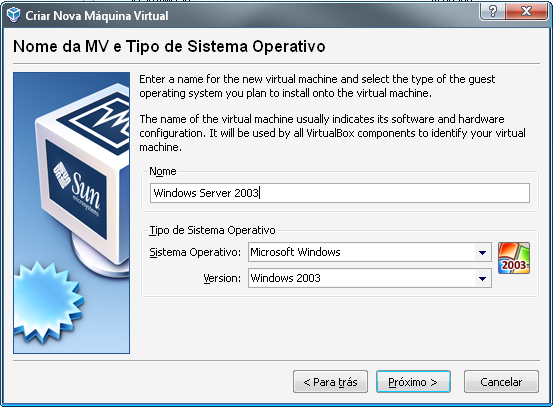 Criar Nova Máquina Virtual
Nome da MV e Tipo de Sistema Operativo
Enter a name for the new virtual machine and select the type of the guest
operating system you plan to install onto the virtual machine.
The name of the virtual machine usually indicates its software and hardware
configuration. It will be used by all VirtualBox components to identify your virtual
machine.
Sun
microsystems
Nome
Windows Server 2003
Tipo de Sistema Operativo
Sistema Operativo: Microsoft Windows
2003
Version: Windows 2003
< Para trás Próximo > Cancelar